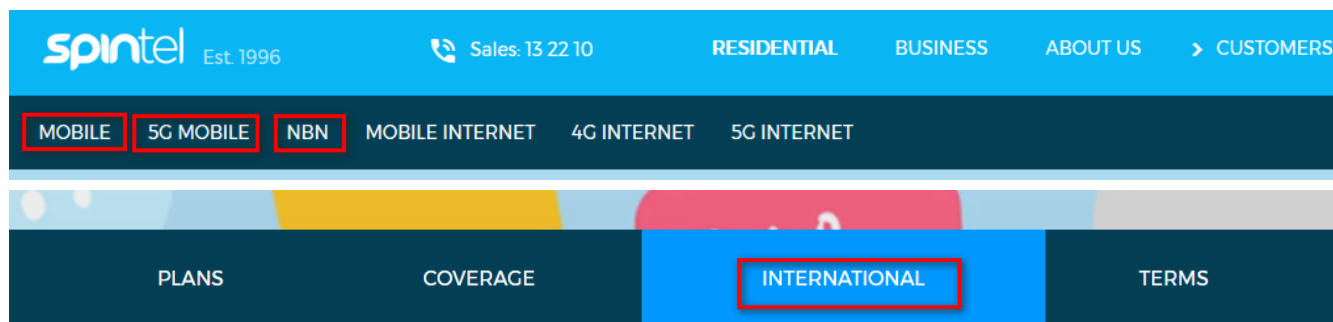 spintel Est. 1996 Sales: 13 22 10 RESIDENTIAL BUSINESS ABOUT US > CUSTOMERS
MOBILE 5G MOBILE NBN MOBILE INTERNET 4G INTERNET 5G INTERNET
PLANS COVERAGE INTERNATIONAL TERMS